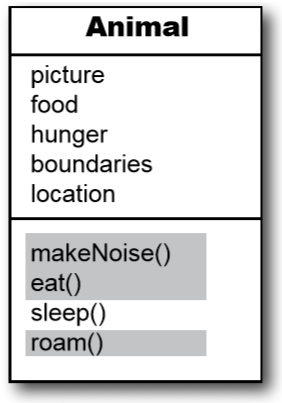 Animal
picture
food
hunger
boundaries
location
makeNoise()
eat()
sleep()
roam()